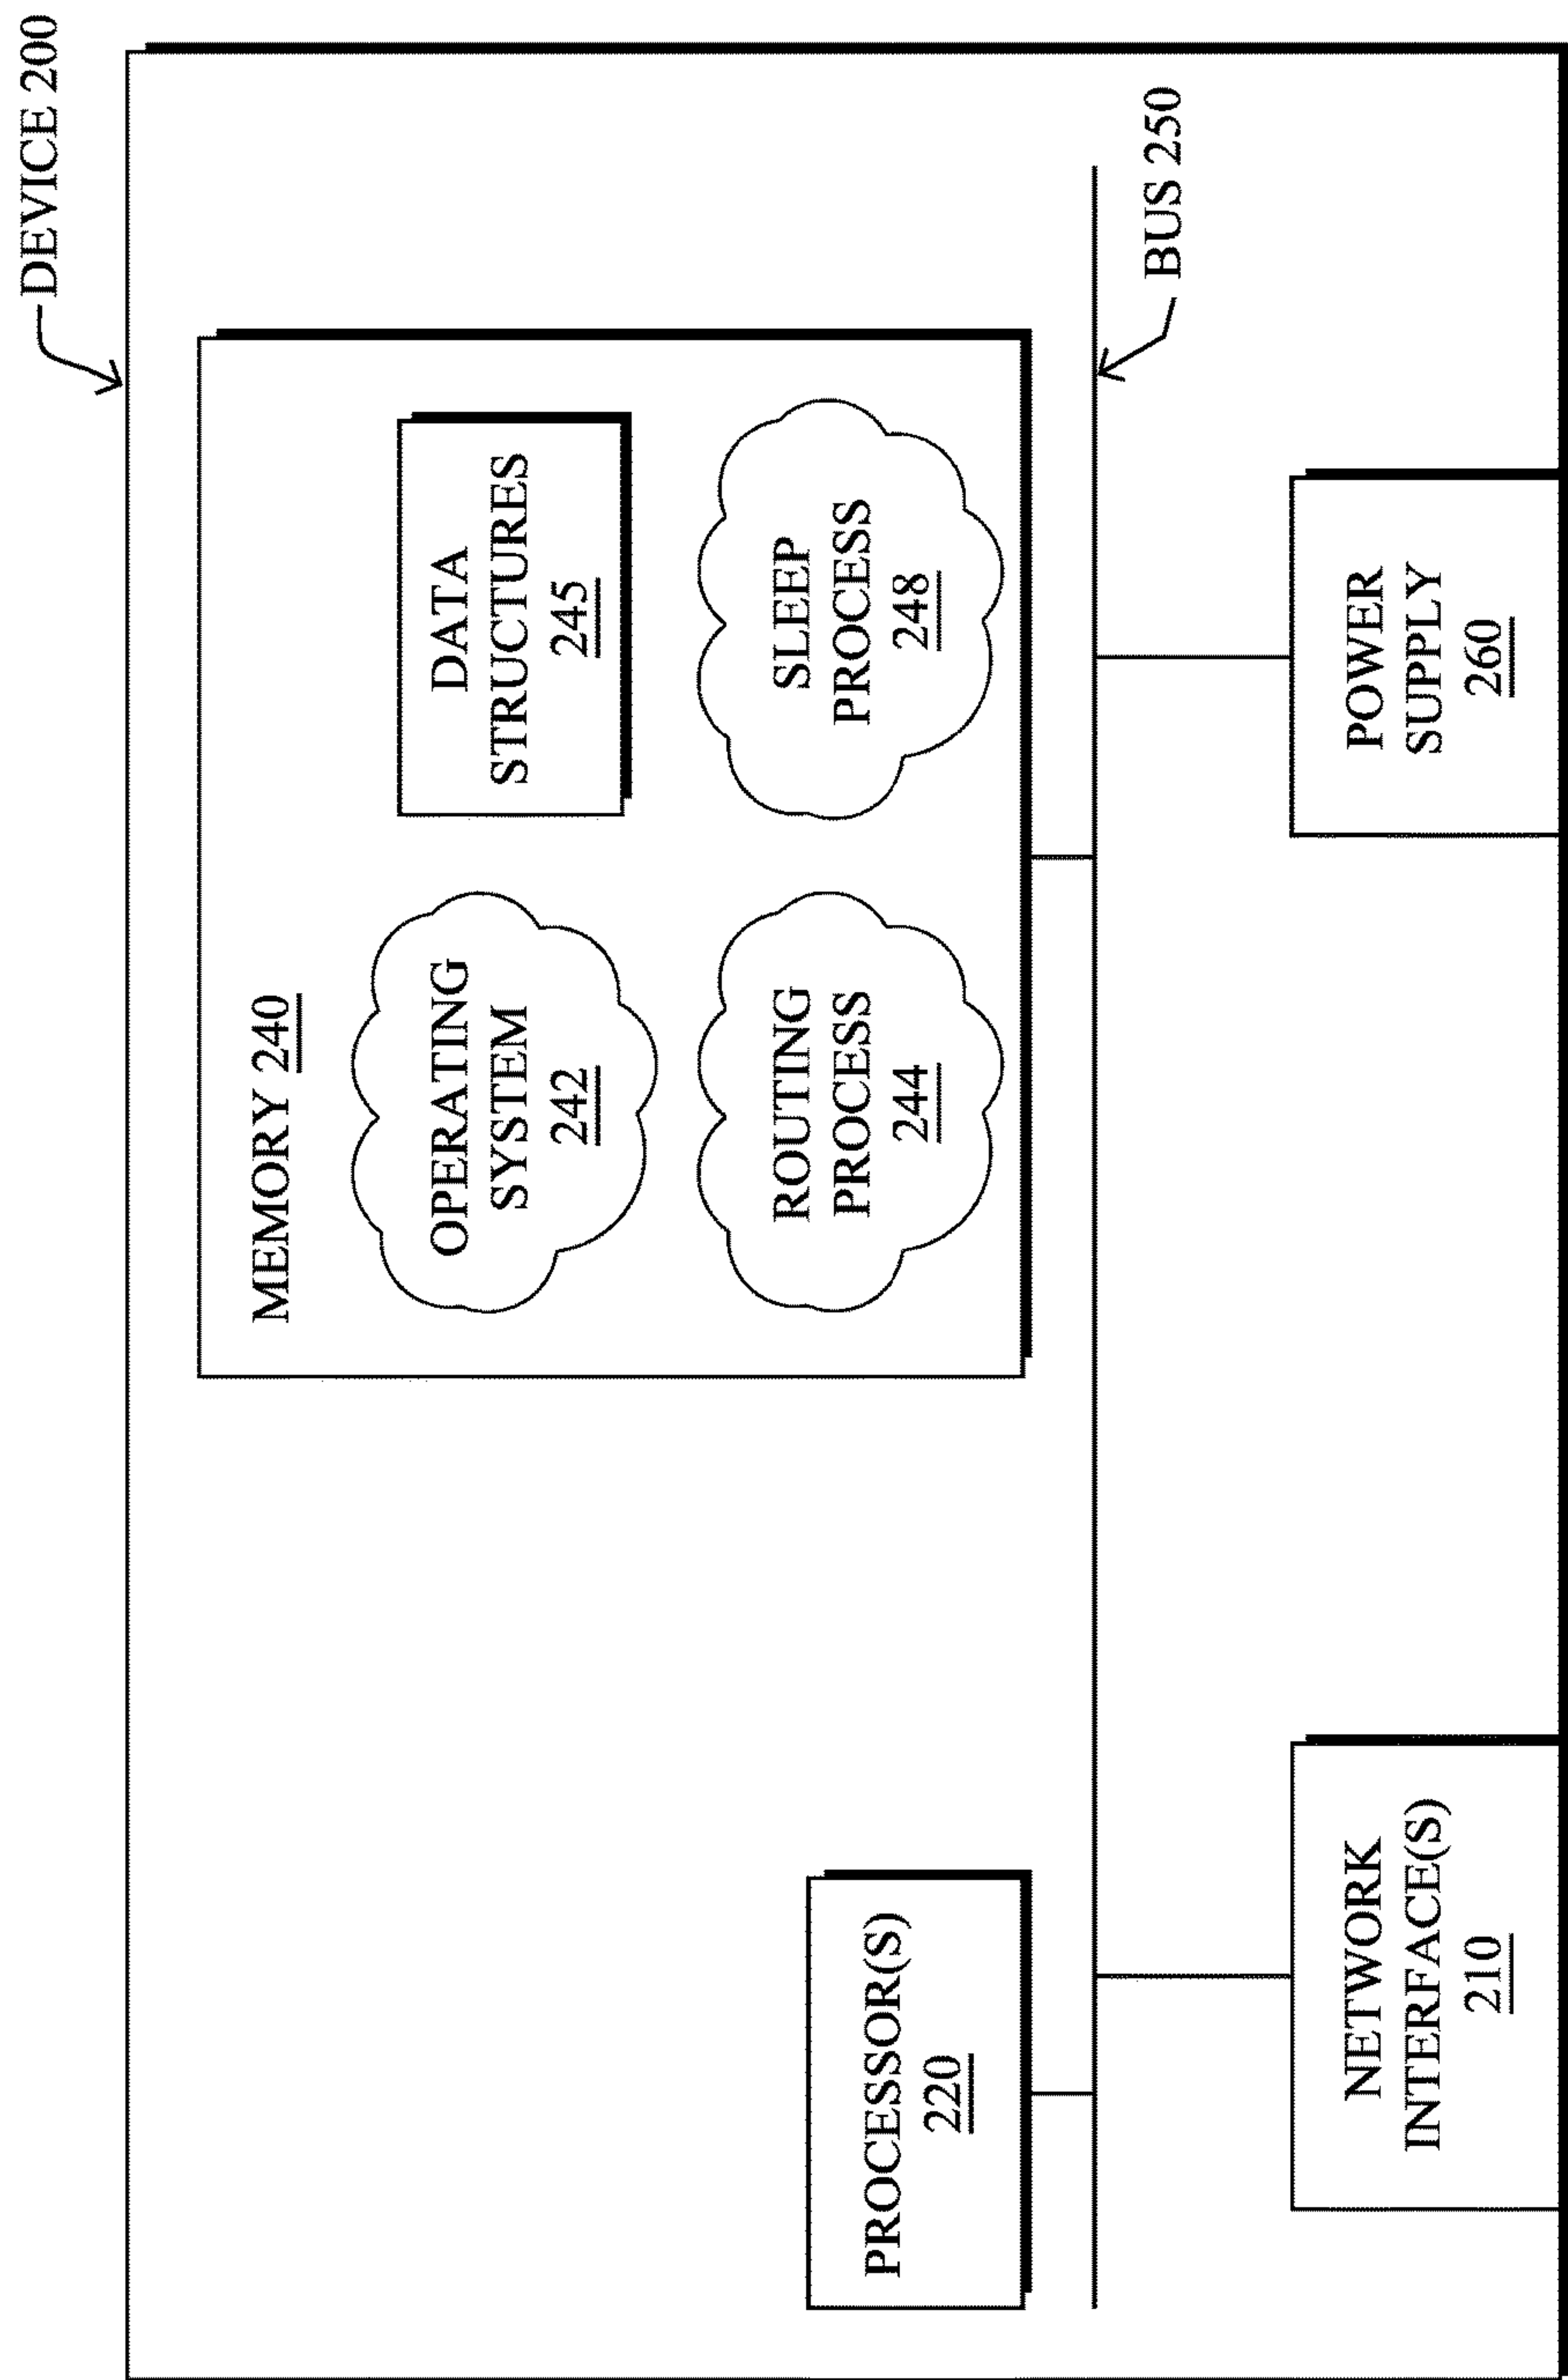 DEVICE 200
MEMORY 240
OPERATING
SYSTEM
242
DATA
STRUCTURES
245
PROCESSOR(S)
220
ROUTING
PROCESS
244
SLEEP
PROCESS
248
BUS 250
NETWORK
INTERFACE(S)
210
POWER
SUPPLY
260